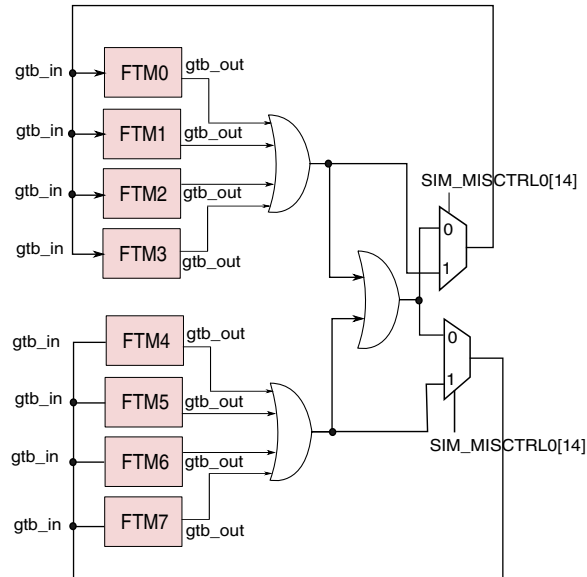 gtb_in FTM0 gtb_out
gtb_in FTM1 gtb_out
gtb_in FTM2 gtb_out
gtb_in FTM3 gtb_out
SIM_MISCTRL0[14]
0
1
gtb_in FTM4 gtb_out
gtb_in FTM5 gtb_out
gtb_in FTM6 gtb_out
gtb_in FTM7 gtb_out
0
1
SIM_MISCTRL0[14]